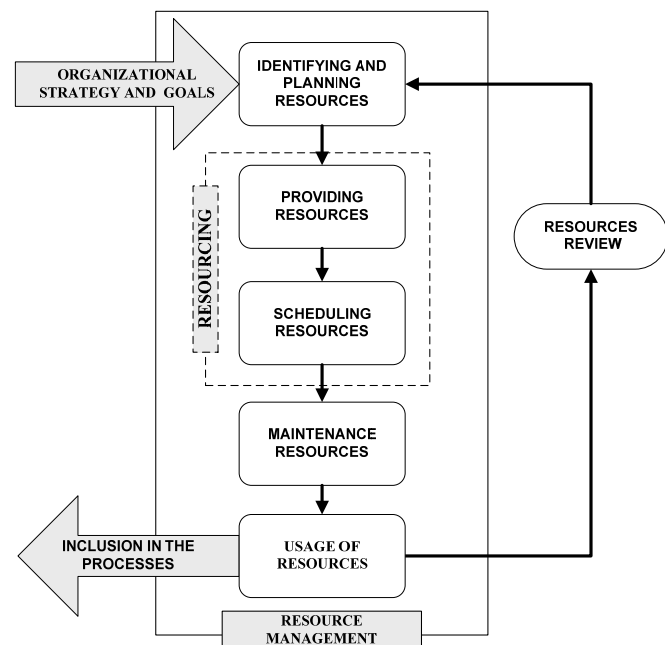 ORGANIZATIONAL
STRATEGY AND GOALS
IDENTIFYING AND
PLANNING
RESOURCES
RESOURCING
PROVIDING
RESOURCES
SCHEDULING
RESOURCES
RESOURCES
REVIEW
MAINTENANCE
RESOURCES
INCLUSION IN THE
PROCESSES
USAGE OF
RESOURCES
RESOURCE
MANAGEMENT